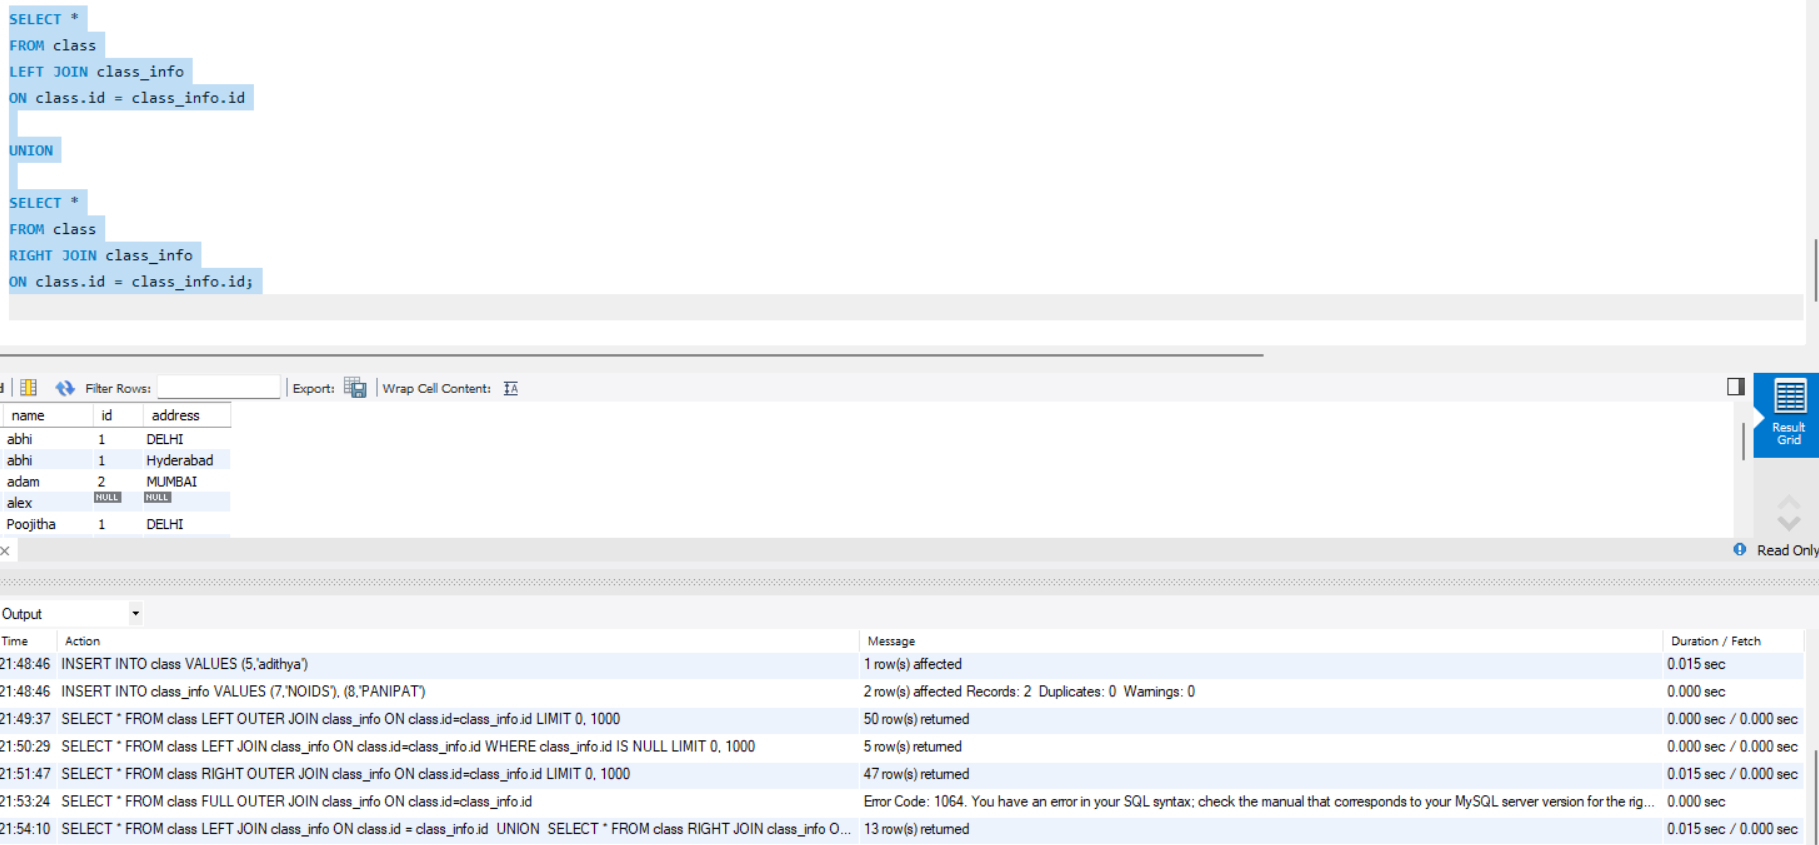 SELECT *
FROM class
LEFT JOIN class_info
ON class.id = class_info.id
UNION
SELECT *
FROM class
RIGHT JOIN class_info
ON class.id = class_info.id;
Filter Rows: Export: Wrap Cell Content: IA
name id address
abhi 1 DELHI
abhi 1 Hyderabad
adam 2 MUMBAI
alex NULL NULL
Poojitha 1 DELHI
Result
Grid
Read Only
Output
Time Action Message Duration / Fetch
21:48:46 INSERT INTO class VALUES (5,'adithya') 1 row(s) affected 0.015 sec
21:48:46 INSERT INTO class_info VALUES (7,'NOIDS'), (8,'PANIPAT') 2 row(s) affected Records: 2 Duplicates: 0 Warnings: 0 0.000 sec
21:49:37 SELECT * FROM class LEFT OUTER JOIN class_info ON class.id=class_info.id LIMIT 0, 1000 50 row(s) returned 0.000 sec / 0.000 sec
21:50:29 SELECT * FROM class LEFT JOIN class_info ON class.id=class_info.id WHERE class_info.id IS NULL LIMIT 0, 1000 5 row(s) returned 0.000 sec / 0.000 sec
21:51:47 SELECT * FROM class RIGHT OUTER JOIN class_info ON class.id=class_info.id LIMIT 0, 1000 47 row(s) returned 0.015 sec / 0.000 sec
21:53:24 SELECT * FROM class FULL OUTER JOIN class_info ON class.id=class_info.id Error Code: 1064. You have an error in your SQL syntax; check the manual that corresponds to your MySQL server version for the rig... 0.000 sec
21:54:10 SELECT * FROM class LEFT JOIN class_info ON class.id = class_info.id UNION SELECT * FROM class RIGHT JOIN class_info O... 13 row(s) returned 0.015 sec / 0.000 sec